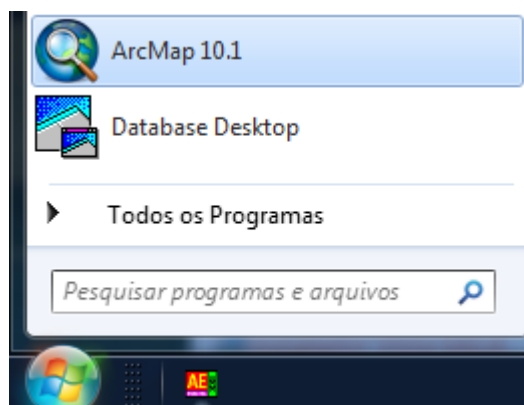 ArcMap 10.1
Database Desktop
Todos os Programas
Pesquisar programas e arquivos
AE